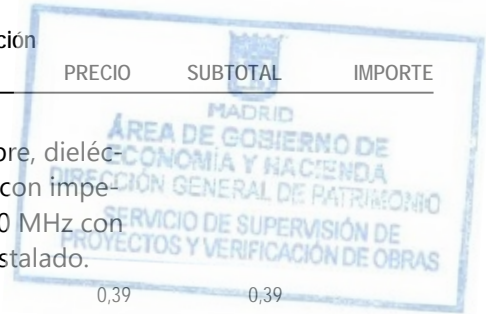 ción
PRECIO SUBTOTAL IMPORTE
MADRID
ÁREA DE GOBIERNO DE
ECONOMÍA Y HACIENDA
DIRECCIÓN GENERAL DE PATRIMONIO
SERVICIO DE SUPERVISIÓN DE
PROYECTOS Y VERIFICACIÓN DE OBRAS
bre, dieléc-
con impe-
0 MHz con
stalado.
0,39 0,39